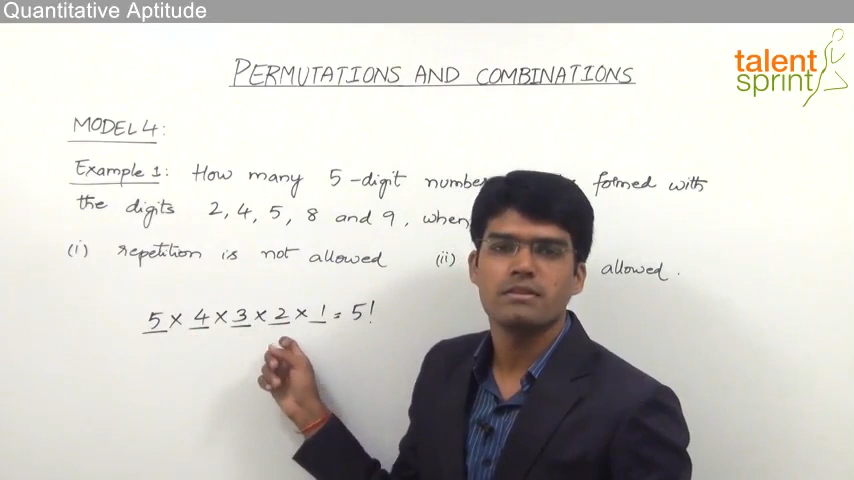 Quantitative Aptitude
talent
sprint
PERMUTATIONS AND COMBINATIONS
MODEL 4:
Example 1: How many 5-digit formed with
the digits 2, 4, 5, 8 and 9, when
(i) repetition is not allowed (ii) allowed.
5 × 4 × 3 × 2 × 1 = 5!